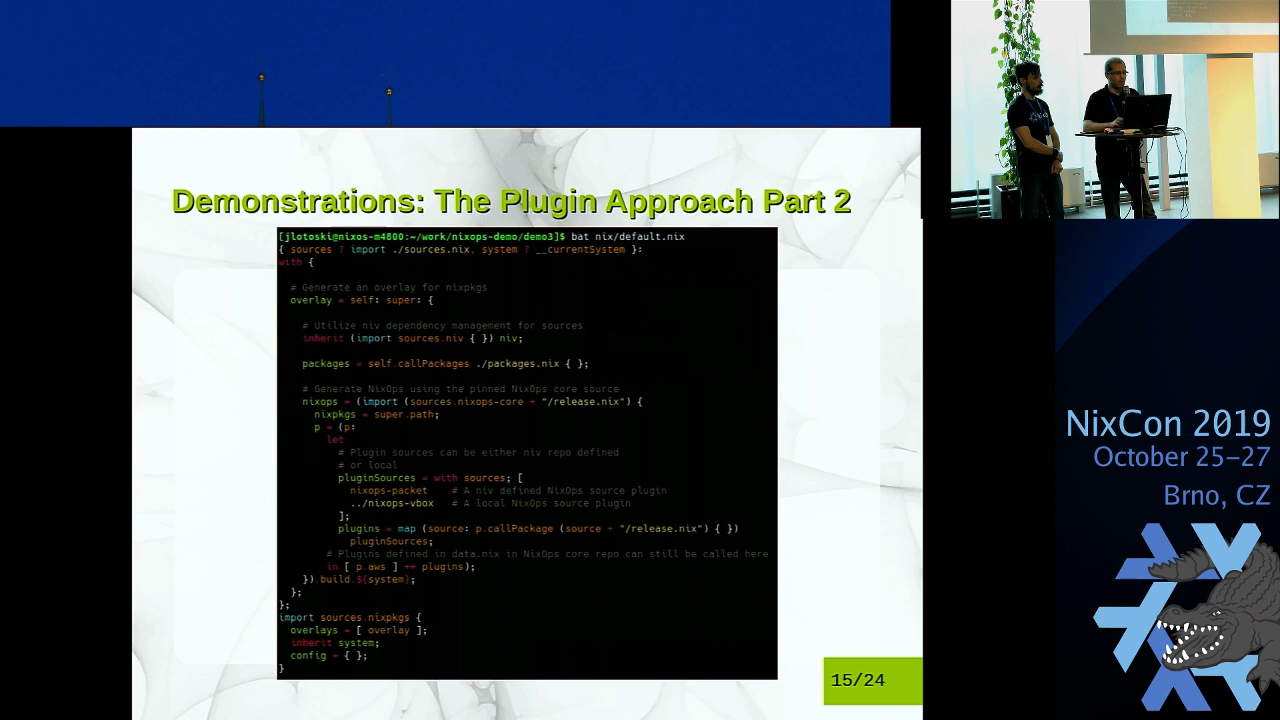 Demonstrations: The Plugin Approach Part 2
[jlotoski@nixos-m4800:~/work/nixops-demo/demo3]$ bat nix/default.nix
{ sources ? import ./sources.nix, system ? __currentSystem }:
with {
# Generate an overlay for nixpkgs
overlay = self: super: {
# Utilize niv dependency management for sources
inherit (import sources.niv { }) niv;
packages = self.callPackages ./packages.nix { };
# Generate NixOps using the pinned NixOps core source
nixops = (import (sources.nixops-core + "/release.nix") {
nixpkgs = super.path;
p = (p:
let
# Plugin sources can be either niv repo defined
# or local
pluginSources = with sources; [
nixops-packet # A niv defined NixOps source plugin
../nixops-vbox # A local NixOps source plugin
];
plugins = map (source: p.callPackage (source + "/release.nix") { })
pluginSources;
# Plugins defined in data.nix in NixOps core repo can still be called here
in [ p.aws ] ++ plugins);
}).build.${system};
};
};
import sources.nixpkgs {
overlays = [ overlay ];
inherit system;
config = { };
}
15/24
NixCon 2019
October 25–27
Brno, CZ